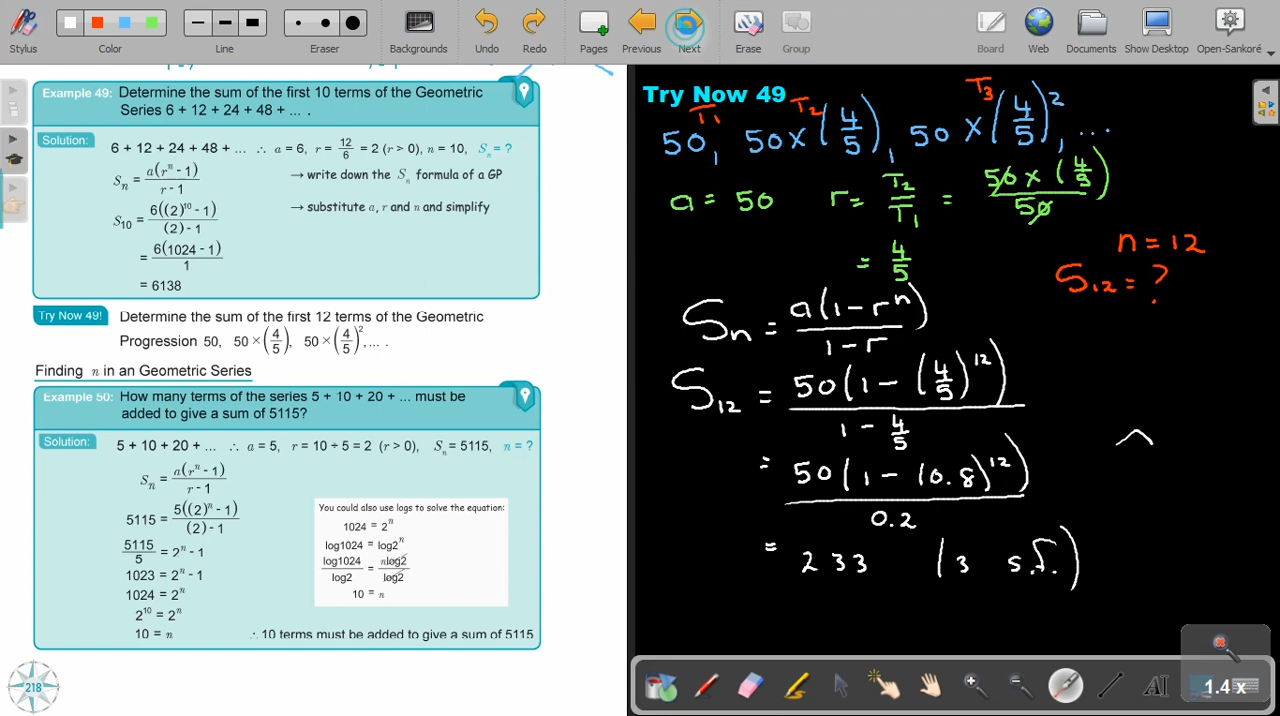 Stylus
Color
Line
Eraser
Backgrounds
Undo
Redo
Pages
Previous
Next
Erase
Group
Board
Web
Documents
Show Desktop
Open-Sankoré
Example 49: Determine the sum of the first 10 terms of the Geometric
Series 6 + 12 + 24 + 48 + ... .
Solution:
6 + 12 + 24 + 48 + ... ∴ a = 6, r = 12/6 = 2 (r > 0), n = 10, Sₙ = ?
Sₙ = a(rⁿ - 1)/(r - 1) → write down the Sₙ formula of a GP
→ substitute a, r and n and simplify
S₁₀ = 6((2)¹⁰ - 1)/((2) - 1)
= 6(1024 - 1)/1
= 6138
Try Now 49! Determine the sum of the first 12 terms of the Geometric
Progression 50, 50 × (4/5), 50 × (4/5)², ... .
Finding n in an Geometric Series
Example 50: How many terms of the series 5 + 10 + 20 + ... must be
added to give a sum of 5115?
Solution:
5 + 10 + 20 + ... ∴ a = 5, r = 10 ÷ 5 = 2 (r > 0), Sₙ = 5115, n = ?
Sₙ = a(rⁿ - 1)/(r - 1)
5115 = 5((2)ⁿ - 1)/((2) - 1)
5115/5 = 2ⁿ - 1
1023 = 2ⁿ - 1
1024 = 2ⁿ
2¹⁰ = 2ⁿ
10 = n
You could also use logs to solve the equation:
1024 = 2ⁿ
log1024 = log2ⁿ
log1024/log2 = nlog2/log2
10 = n
∴ 10 terms must be added to give a sum of 5115
218
Try Now 49
T₁ T₂ T₃
50, 50 × (4/5), 50 × (4/5)², ...
a = 50 r = T₂/T₁ = 50 × (4/5)/50
= 4/5
n = 12
S₁₂ = ?
Sₙ = a(1 - rⁿ)/(1 - r)
S₁₂ = 50(1 - (4/5)¹²)/(1 - 4/5)
= 50(1 - (0.8)¹²)/0.2
= 233 (3 s.f.)
1.4 x